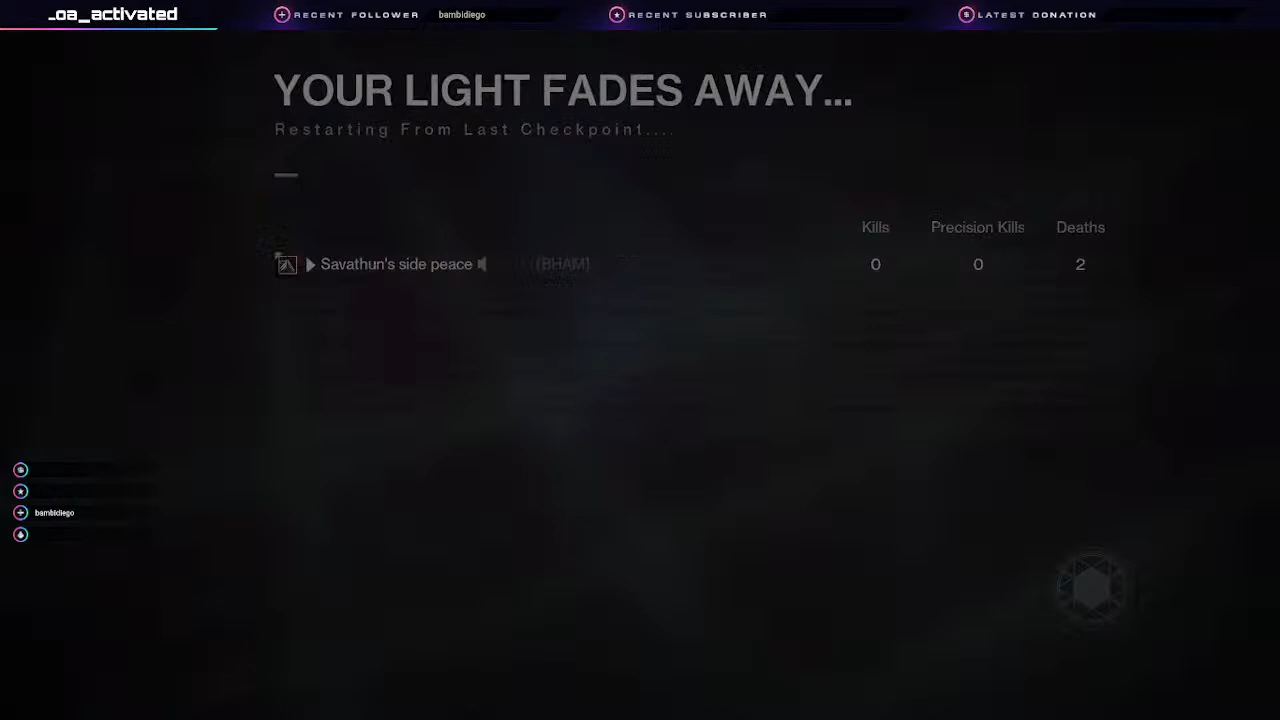 _oa_activated
RECENT FOLLOWER bambidiego
RECENT SUBSCRIBER
LATEST DONATION
YOUR LIGHT FADES AWAY...
Restarting From Last Checkpoint....
Kills Precision Kills Deaths
Savathun's side peace [BHAM] 0 0 2
bambidiego